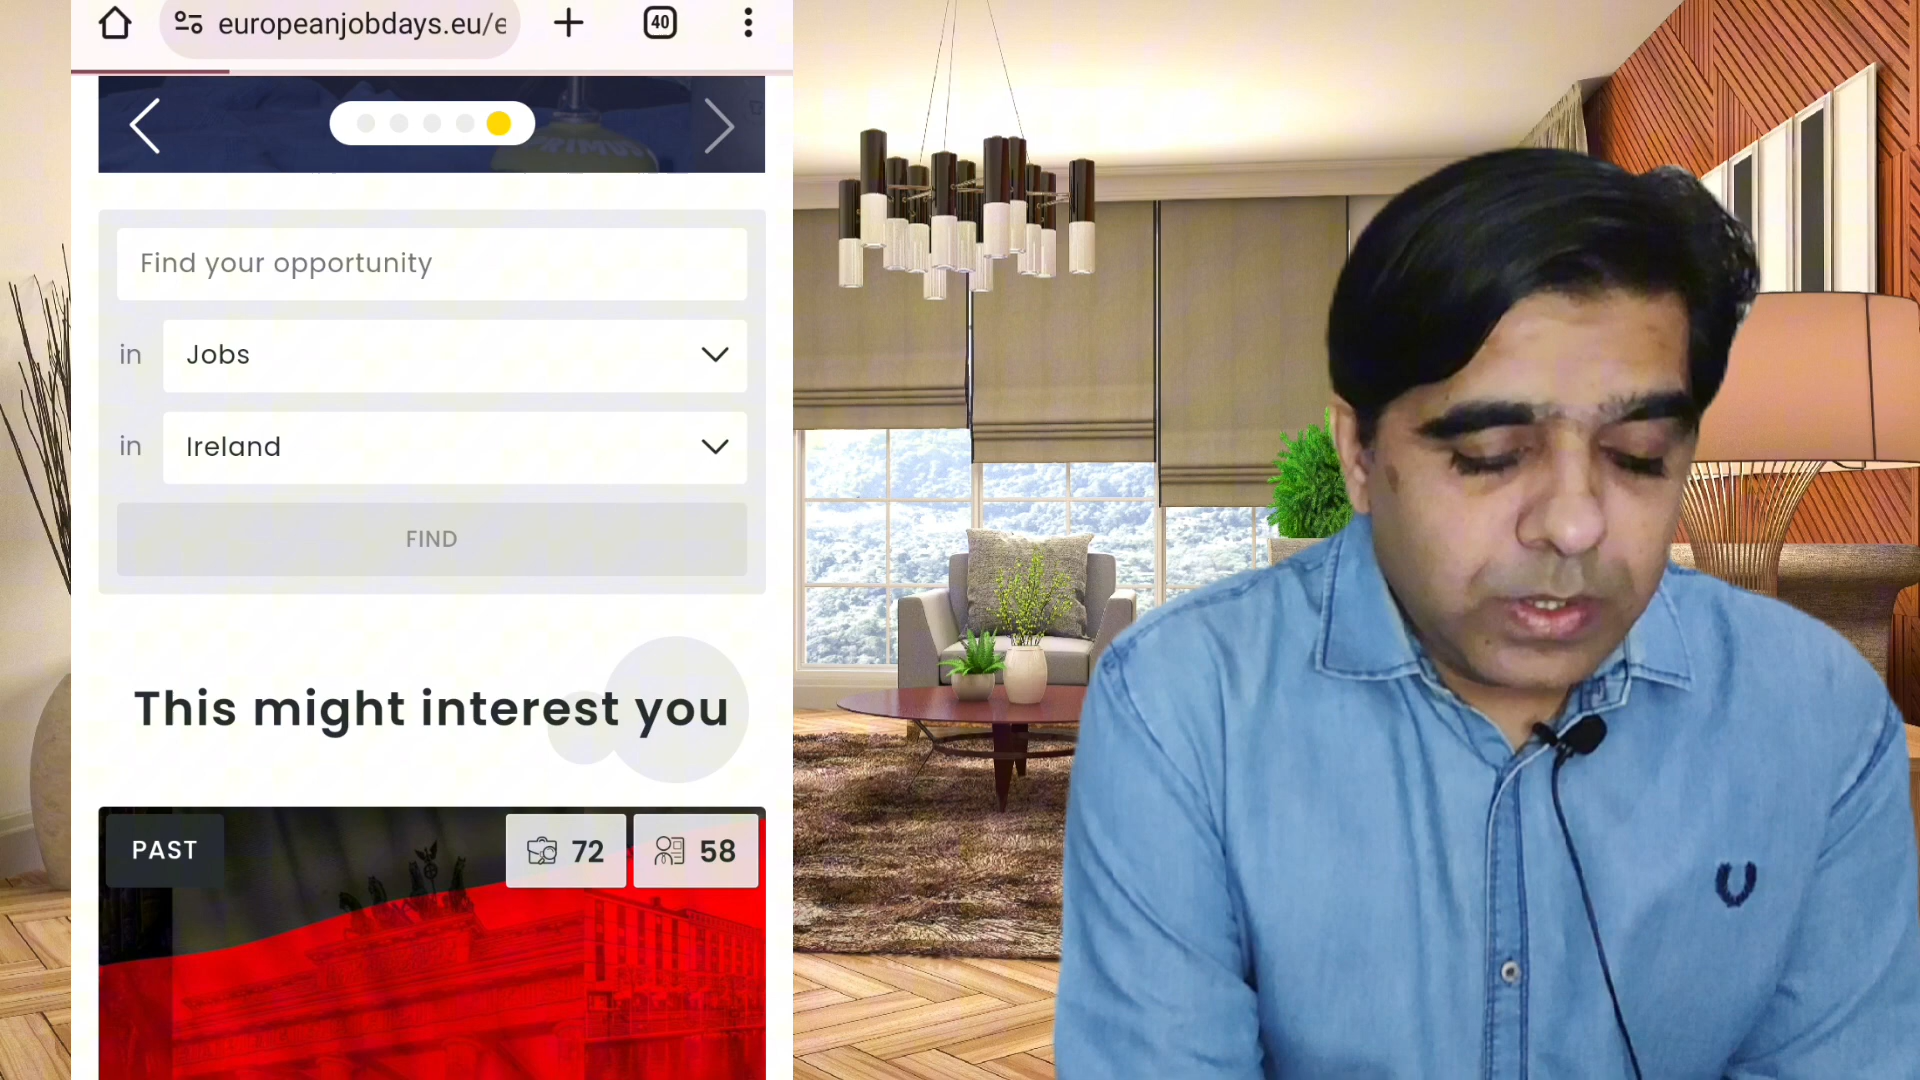 europeanjobdays.eu/e
40
Find your opportunity
in Jobs
in Ireland
FIND
This might interest you
PAST 72 58